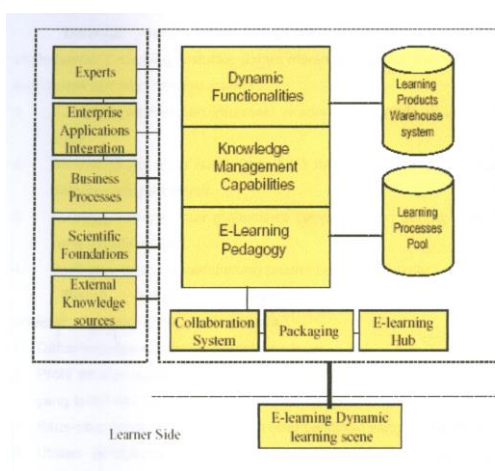 Experts
Enterprise
Applications
Integration
Business
Processes
Scientific
Foundations
External
Knowledge
sources
Dynamic
Functionalities
Knowledge
Management
Capabilities
E-Learning
Pedagogy
Learning
Products
Warehouse
system
Learning
Processes
Pool
Collaboration
System
Packaging
E-learning
Hub
Learner Side
E-learning Dynamic
learning scene